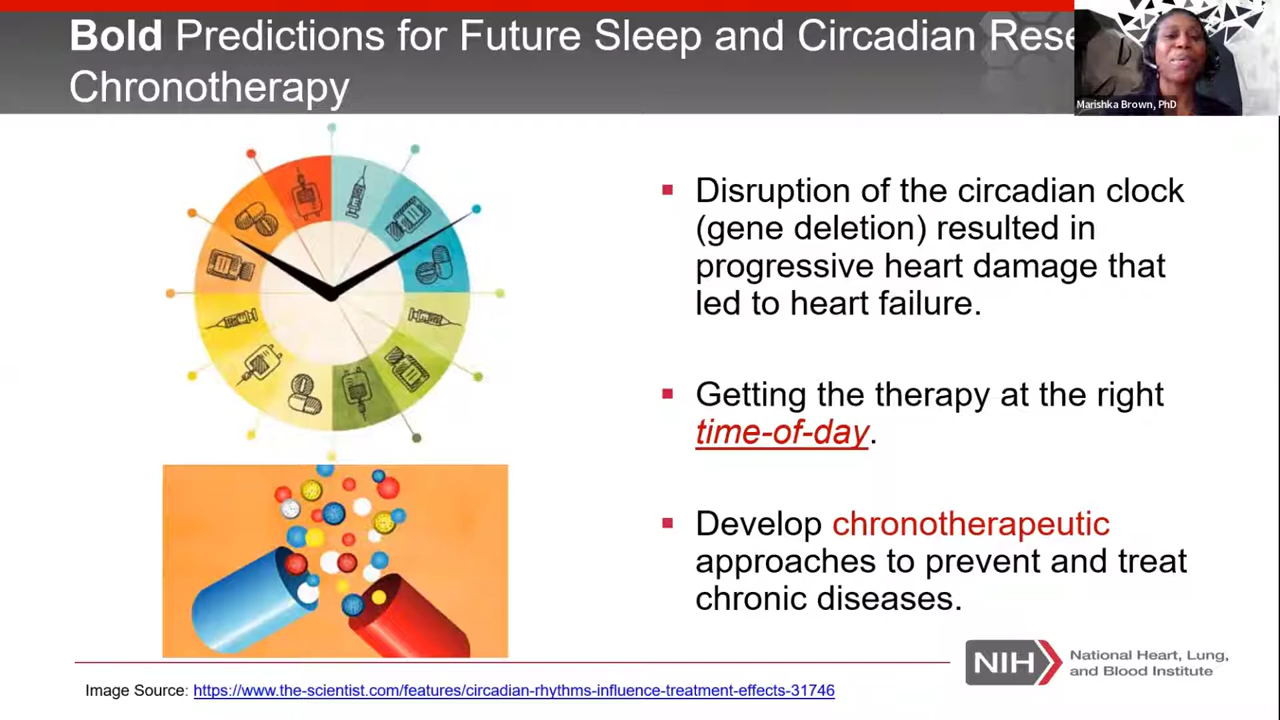 Bold Predictions for Future Sleep and Circadian
Chronotherapy
Marishka Brown, PhD
Disruption of the circadian clock
(gene deletion) resulted in
progressive heart damage that
led to heart failure.
Getting the therapy at the right
time-of-day.
Develop chronotherapeutic
approaches to prevent and treat
chronic diseases.
NIH
National Heart, Lung,
and Blood Institute
Image Source: https://www.the-scientist.com/features/circadian-rhythms-influence-treatment-effects-31746